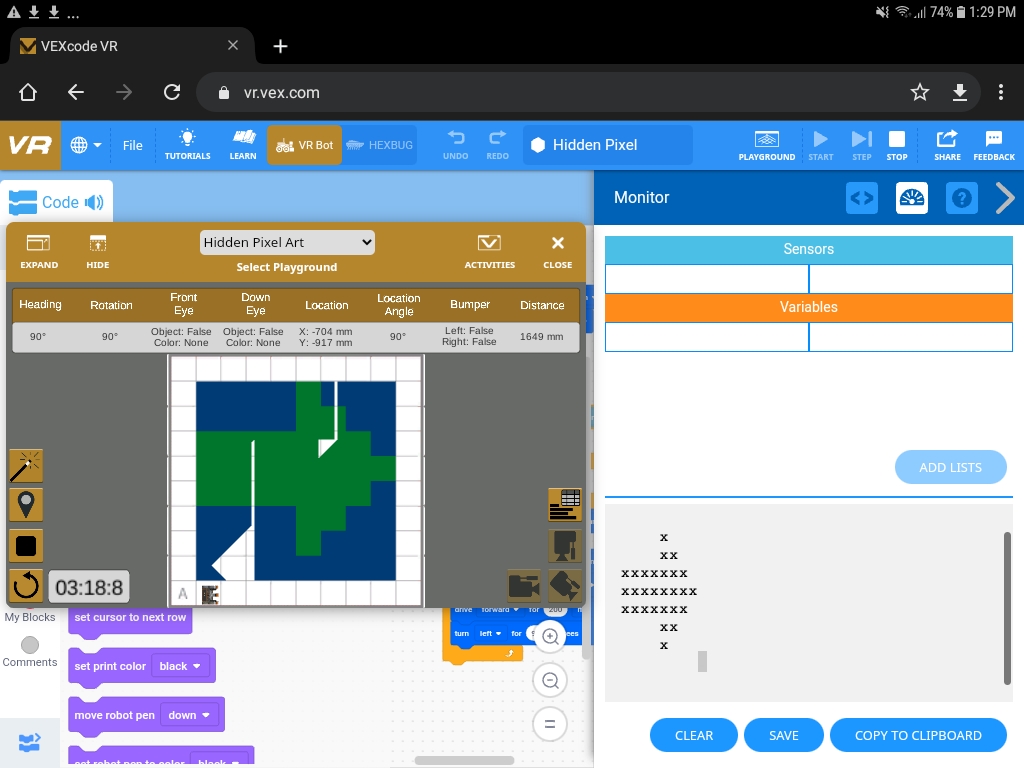 ...
74% 1:29 PM
VEXcode VR
vr.vex.com
VR
File
TUTORIALS
LEARN
VR Bot
HEXBUG
UNDO
REDO
Hidden Pixel
PLAYGROUND
START
STEP
STOP
SHARE
FEEDBACK
Code
Monitor
EXPAND
HIDE
Hidden Pixel Art
Select Playground
ACTIVITIES
CLOSE
Heading Rotation Front Eye Down Eye Location Location Angle Bumper Distance
90° 90° Object: False Color: None Object: False Color: None X: -704 mm Y: -917 mm 90° Left: False Right: False 1649 mm
A
03:18:8
Sensors
Variables
ADD LISTS
x
xx
xxxxxxx
xxxxxxxx
xxxxxxx
xx
x
CLEAR
SAVE
COPY TO CLIPBOARD
My Blocks
Comments
set cursor to next row
set print color black
move robot pen down
set robot pen to color black
drive forward for 200
turn left for